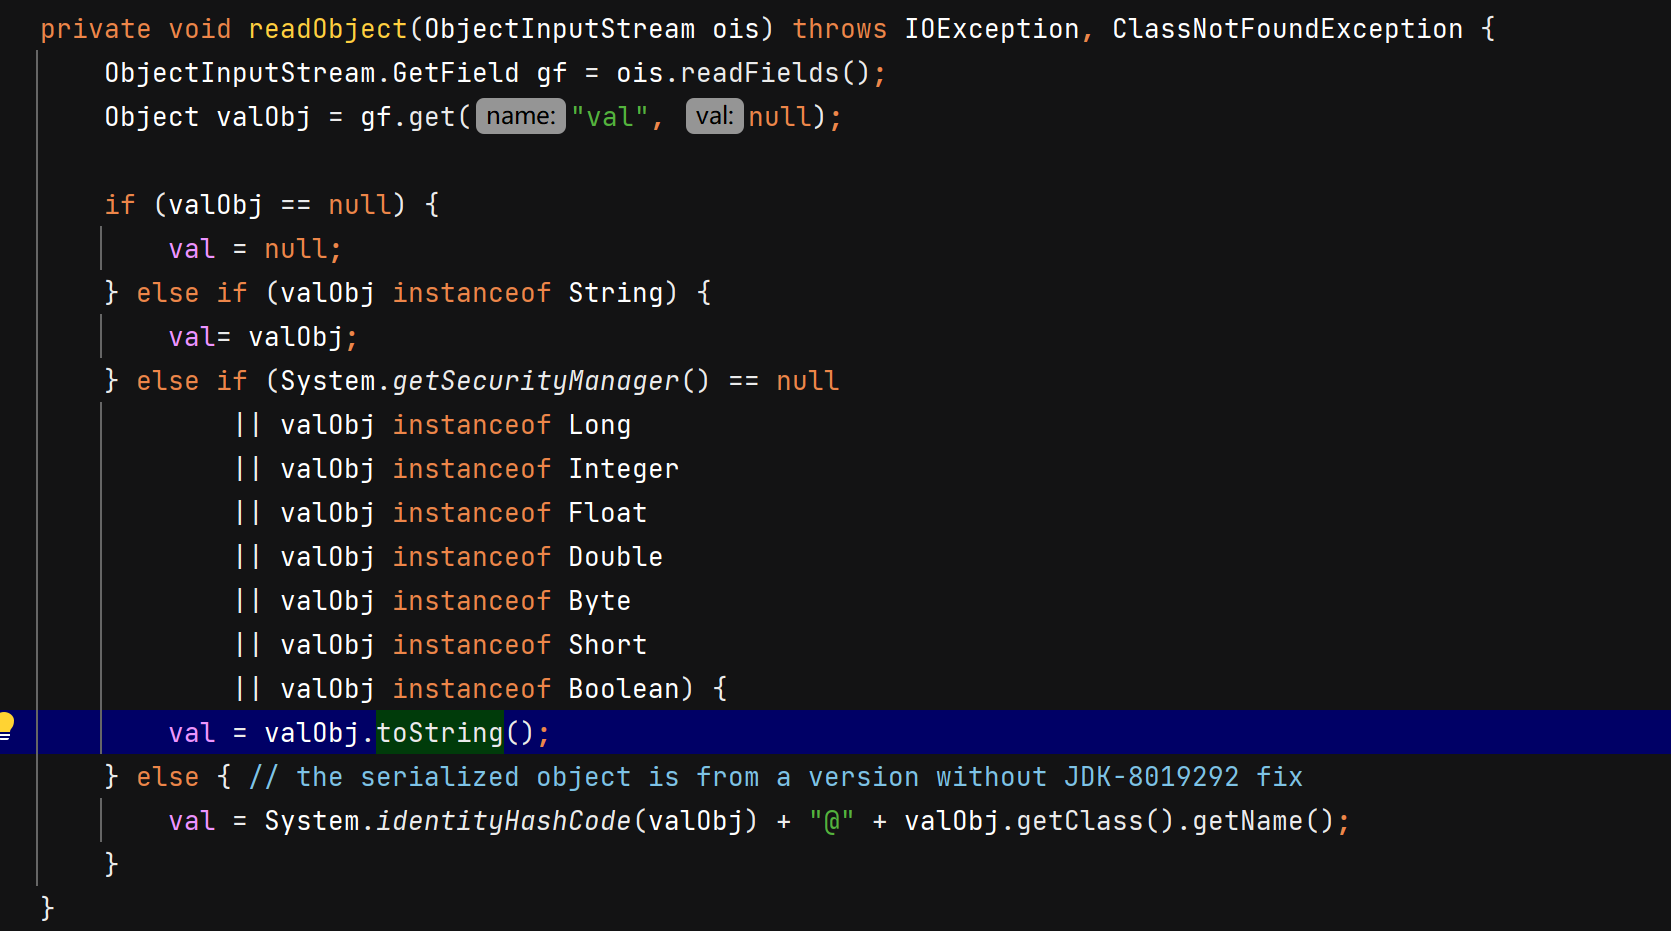 private void readObject(ObjectInputStream ois) throws IOException, ClassNotFoundException {
    ObjectInputStream.GetField gf = ois.readFields();
    Object valObj = gf.get( name: "val", val: null);

    if (valObj == null) {
        val = null;
    } else if (valObj instanceof String) {
        val= valObj;
    } else if (System.getSecurityManager() == null
            || valObj instanceof Long
            || valObj instanceof Integer
            || valObj instanceof Float
            || valObj instanceof Double
            || valObj instanceof Byte
            || valObj instanceof Short
            || valObj instanceof Boolean) {
        val = valObj.toString();
    } else { // the serialized object is from a version without JDK-8019292 fix
        val = System.identityHashCode(valObj) + "@" + valObj.getClass().getName();
    }
}